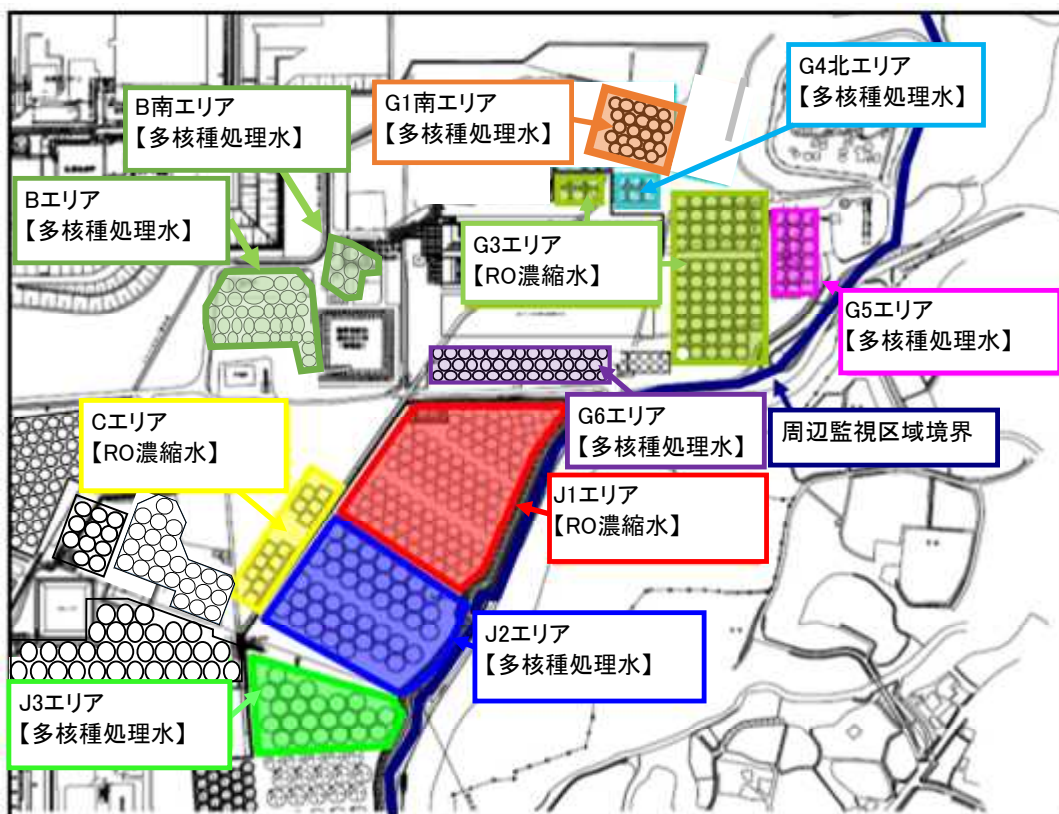 G4北エリア
【多核種処理水】
B南エリア
【多核種処理水】
G1南エリア
【多核種処理水】
Bエリア
【多核種処理水】
G3エリア
【RO濃縮水】
G5エリア
【多核種処理水】
Cエリア
【RO濃縮水】
G6エリア
【多核種処理水】
周辺監視区域境界
J1エリア
【RO濃縮水】
J2エリア
【多核種処理水】
J3エリア
【多核種処理水】